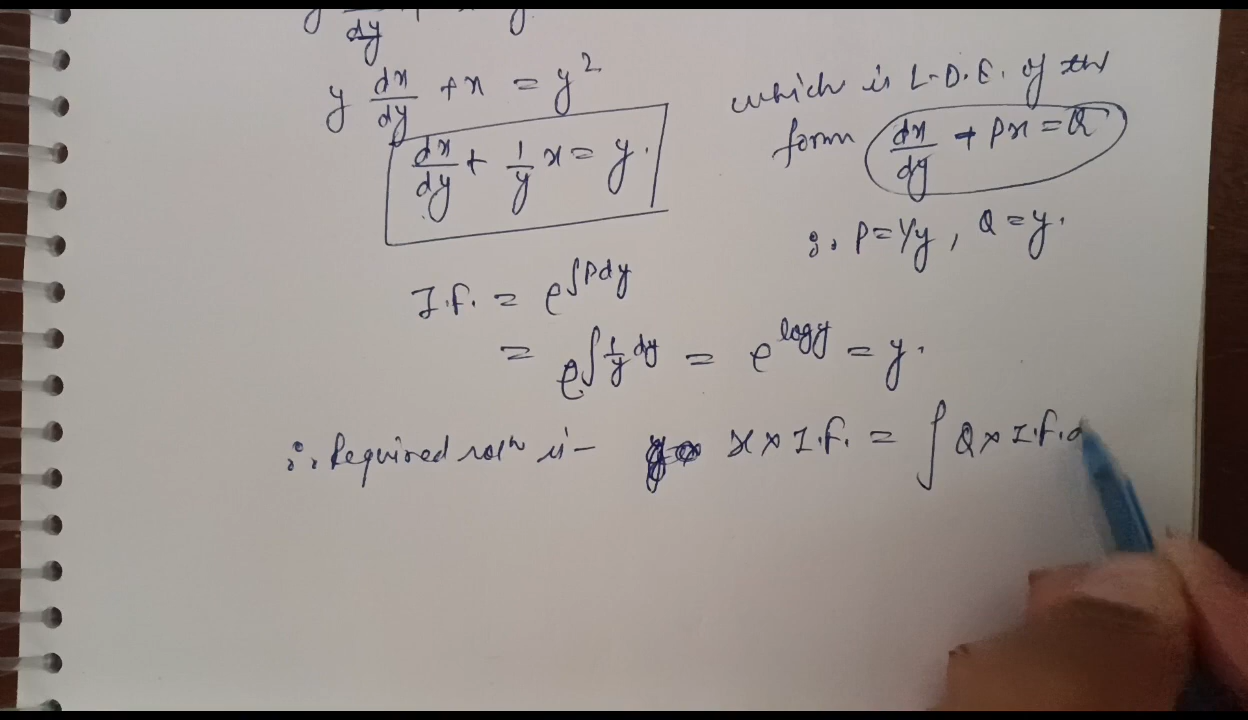 dy
y dx/dy + x = y²
dx/dy + 1/y x = y.
which is L.D.E. of the
form dx/dy + Px = Q
∴ P = 1/y, Q = y.
I.F. = e^∫Pdy
= e^∫1/y dy = e^logy = y.
∴ Required solⁿ is - x × I.F. = ∫ Q × I.F. d